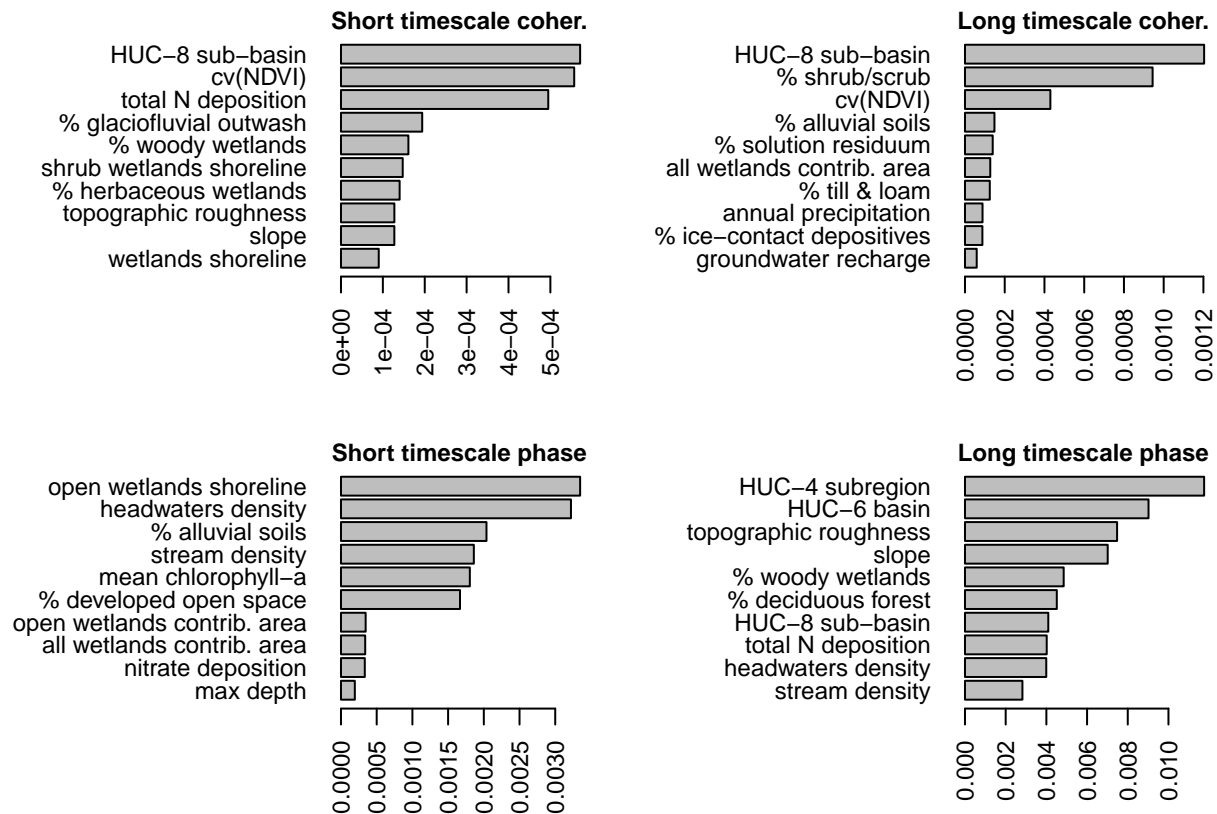 Short timescale coher.
HUC−8 sub−basin
cv(NDVI)
total N deposition
% glaciofluvial outwash
% woody wetlands
shrub wetlands shoreline
% herbaceous wetlands
topographic roughness
slope
wetlands shoreline
0e+00
1e−04
2e−04
3e−04
4e−04
5e−04
Long timescale coher.
HUC−8 sub−basin
% shrub/scrub
cv(NDVI)
% alluvial soils
% solution residuum
all wetlands contrib. area
% till & loam
annual precipitation
% ice−contact depositives
groundwater recharge
0.0000
0.0002
0.0004
0.0006
0.0008
0.0010
0.0012
Short timescale phase
open wetlands shoreline
headwaters density
% alluvial soils
stream density
mean chlorophyll−a
% developed open space
open wetlands contrib. area
all wetlands contrib. area
nitrate deposition
max depth
0.0000
0.0005
0.0010
0.0015
0.0020
0.0025
0.0030
Long timescale phase
HUC−4 subregion
HUC−6 basin
topographic roughness
slope
% woody wetlands
% deciduous forest
HUC−8 sub−basin
total N deposition
headwaters density
stream density
0.000
0.002
0.004
0.006
0.008
0.010